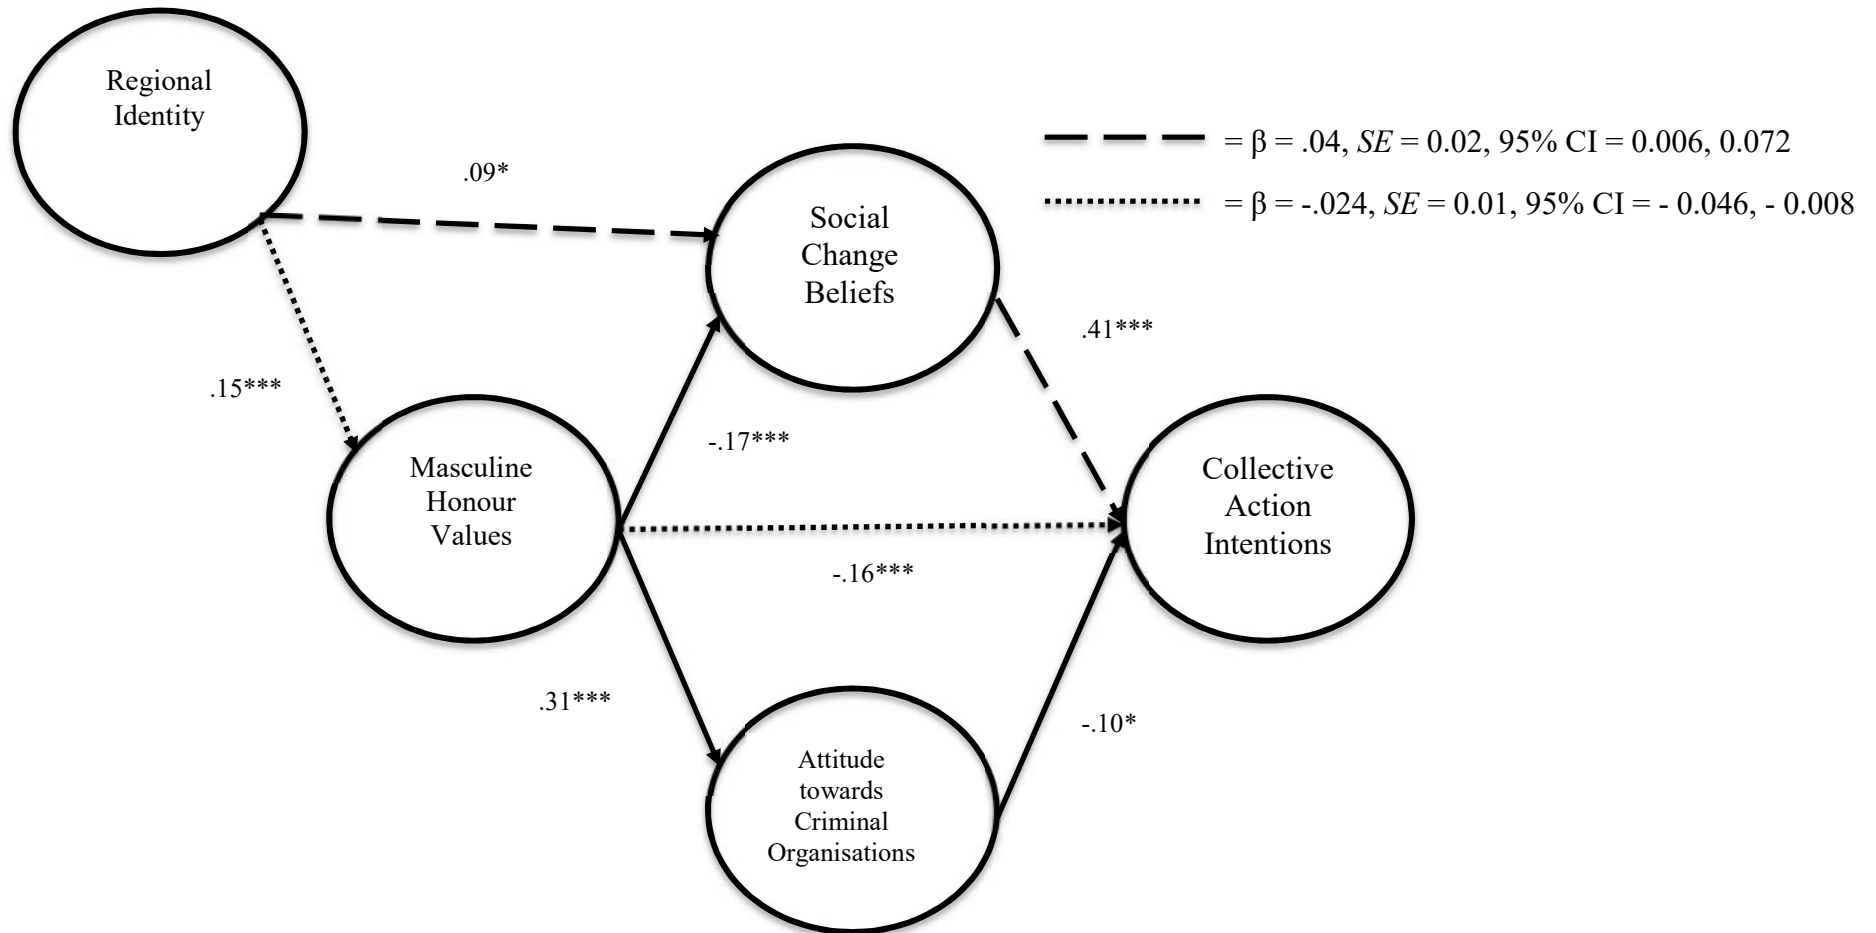 Regional
Identity
= β = .04, SE = 0.02, 95% CI = 0.006, 0.072
.09*
Social
Change
Beliefs
= β = -.024, SE = 0.01, 95% CI = - 0.046, - 0.008
.41***
.15***
-.17***
Masculine
Honour
Values
Collective
Action
Intentions
-.16***
.31***
-.10*
Attitude
towards
Criminal
Organisations